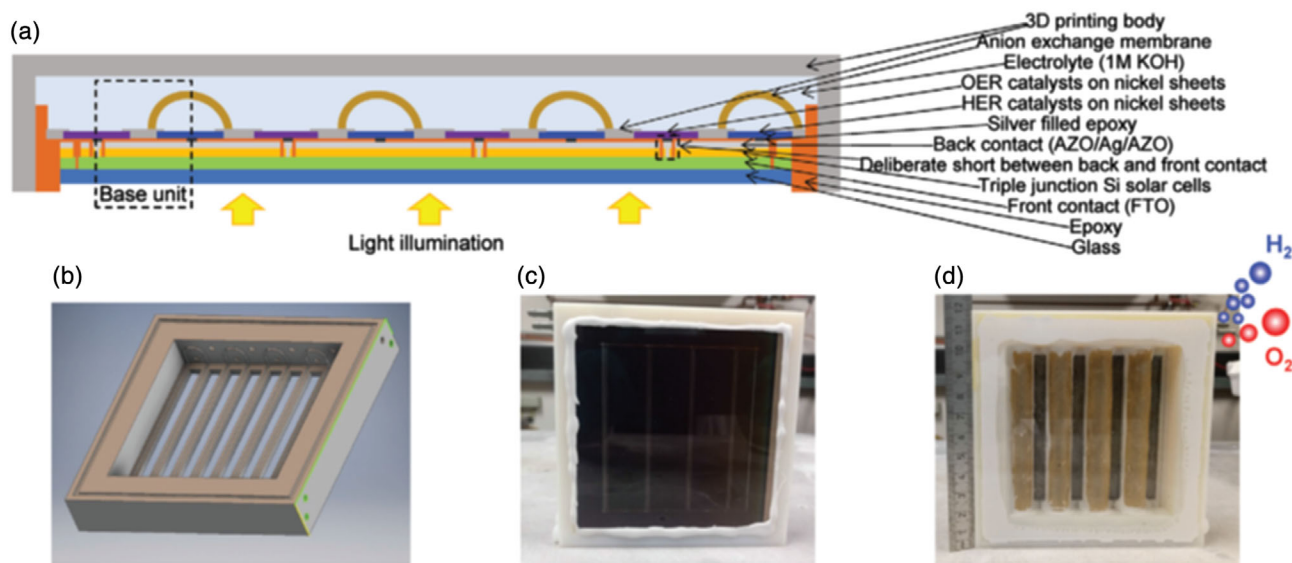 (a)
3D printing body
Anion exchange membrane
Electrolyte (1M KOH)
OER catalysts on nickel sheets
HER catalysts on nickel sheets
Silver filled epoxy
Back contact (AZO/Ag/AZO)
Deliberate short between back and front contact
Triple junction Si solar cells
Front contact (FTO)
Epoxy
Glass
Base unit
Light illumination
(b)
(c)
(d)
H2
O2